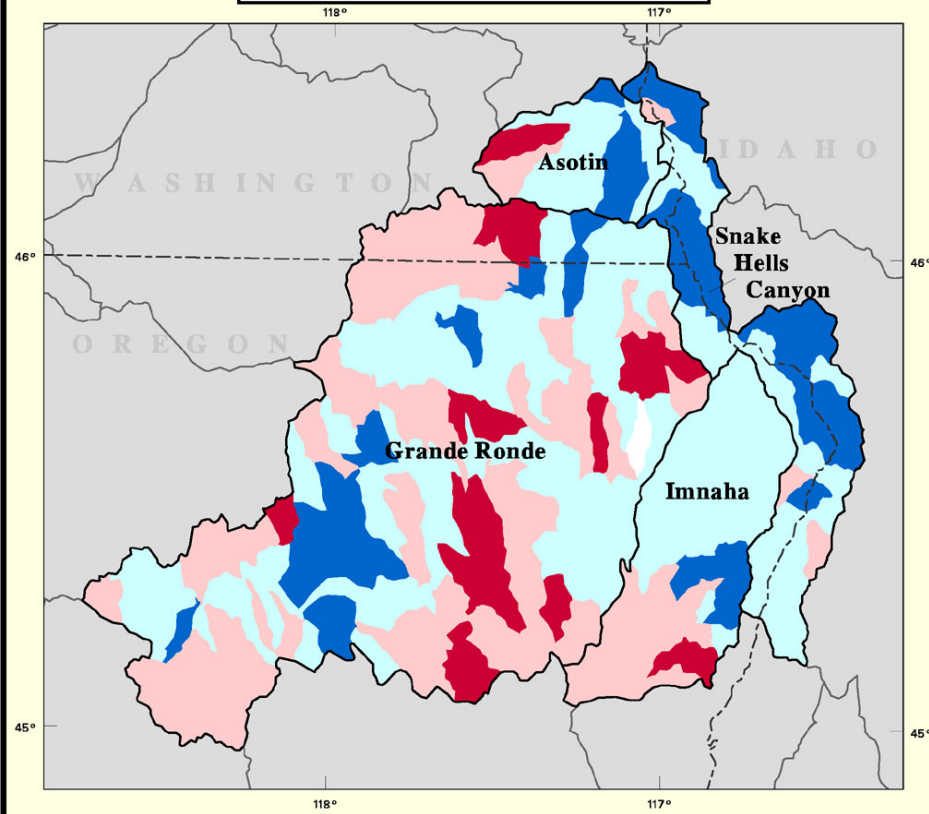 118°
117°
IDAHO
Asotin
WASHINGTON
Snake
Hells
Canyon
46°
46°
OREGON
Grande Ronde
Imnaha
45°
45°
118°
117°